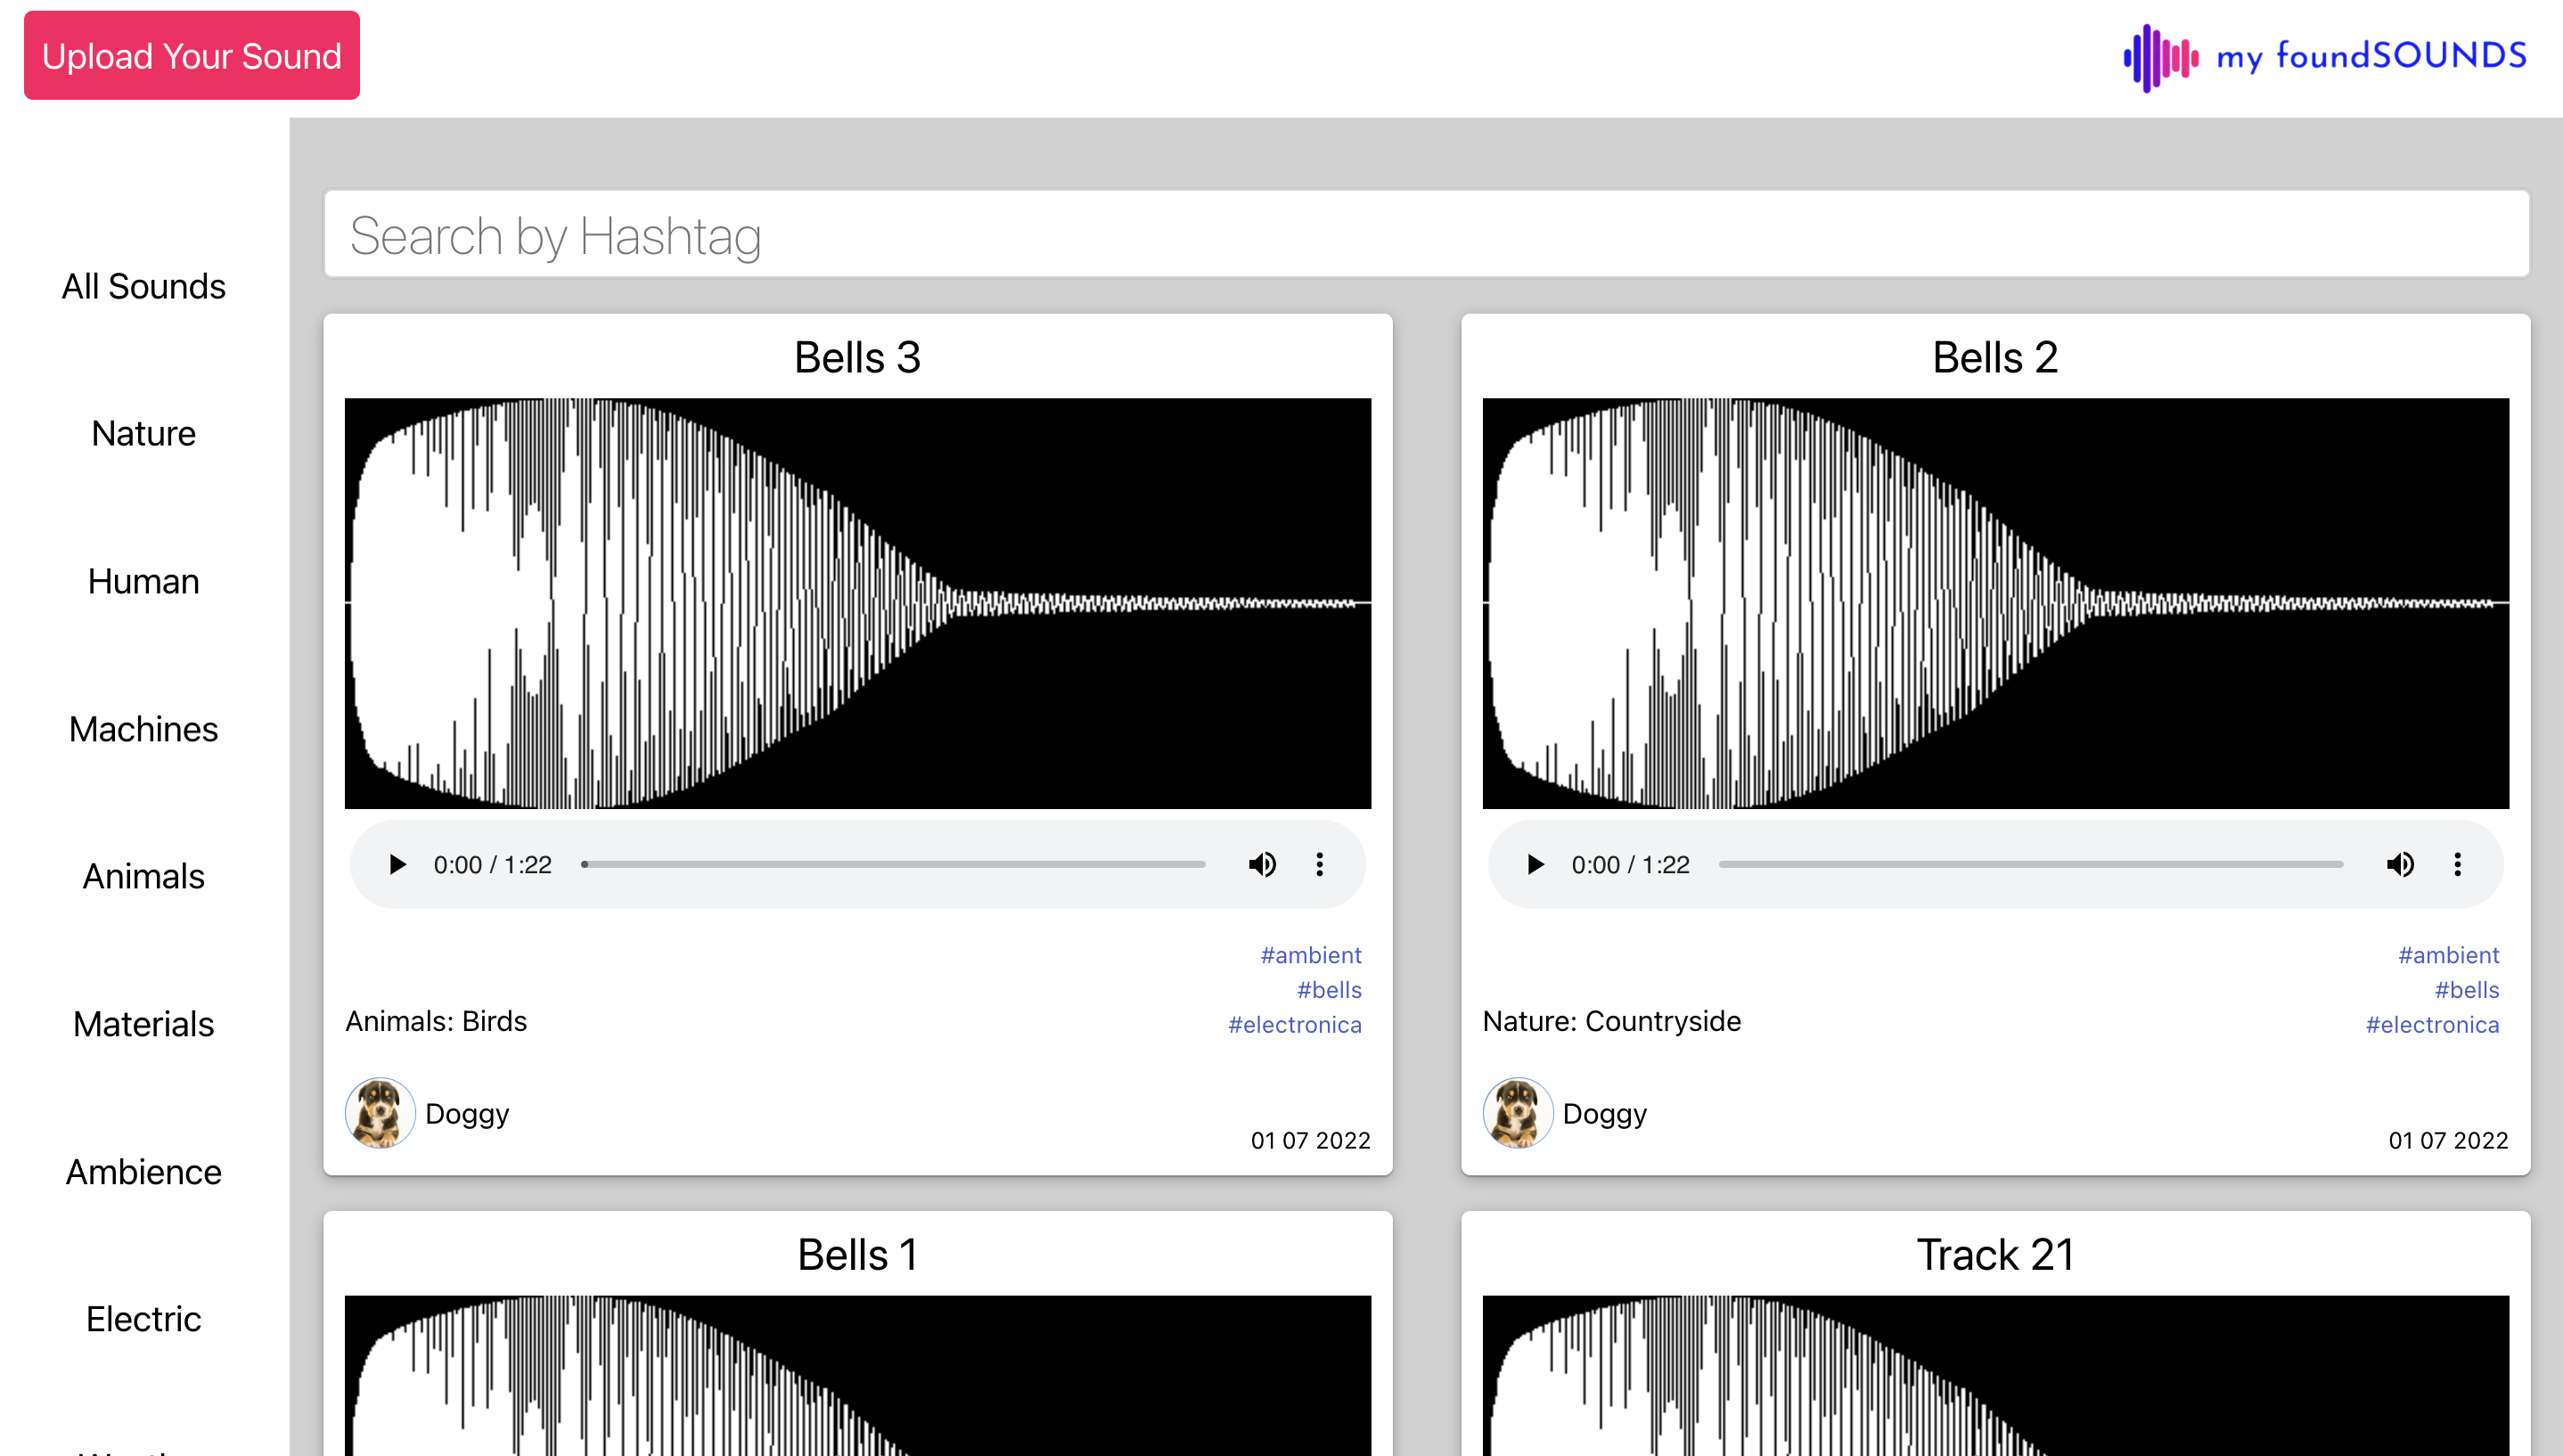 Upload Your Sound
my foundSOUNDS
All Sounds
Nature
Human
Machines
Animals
Materials
Ambience
Electric
Search by Hashtag
Bells 3
0:00 / 1:22
#ambient
#bells
#electronica
Animals: Birds
Doggy
01 07 2022
Bells 2
0:00 / 1:22
#ambient
#bells
#electronica
Nature: Countryside
Doggy
01 07 2022
Bells 1
Track 21